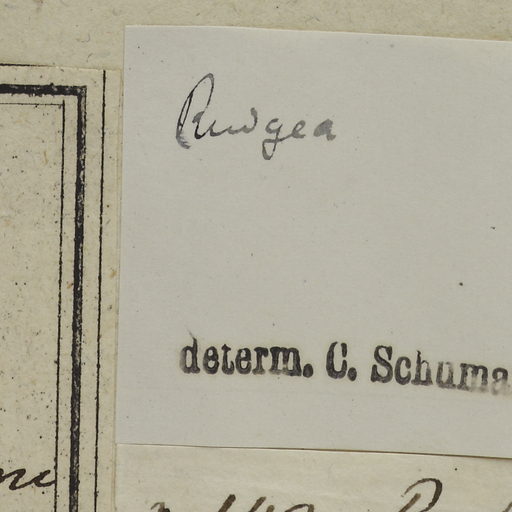 Rudgea
determ. C. Schuma